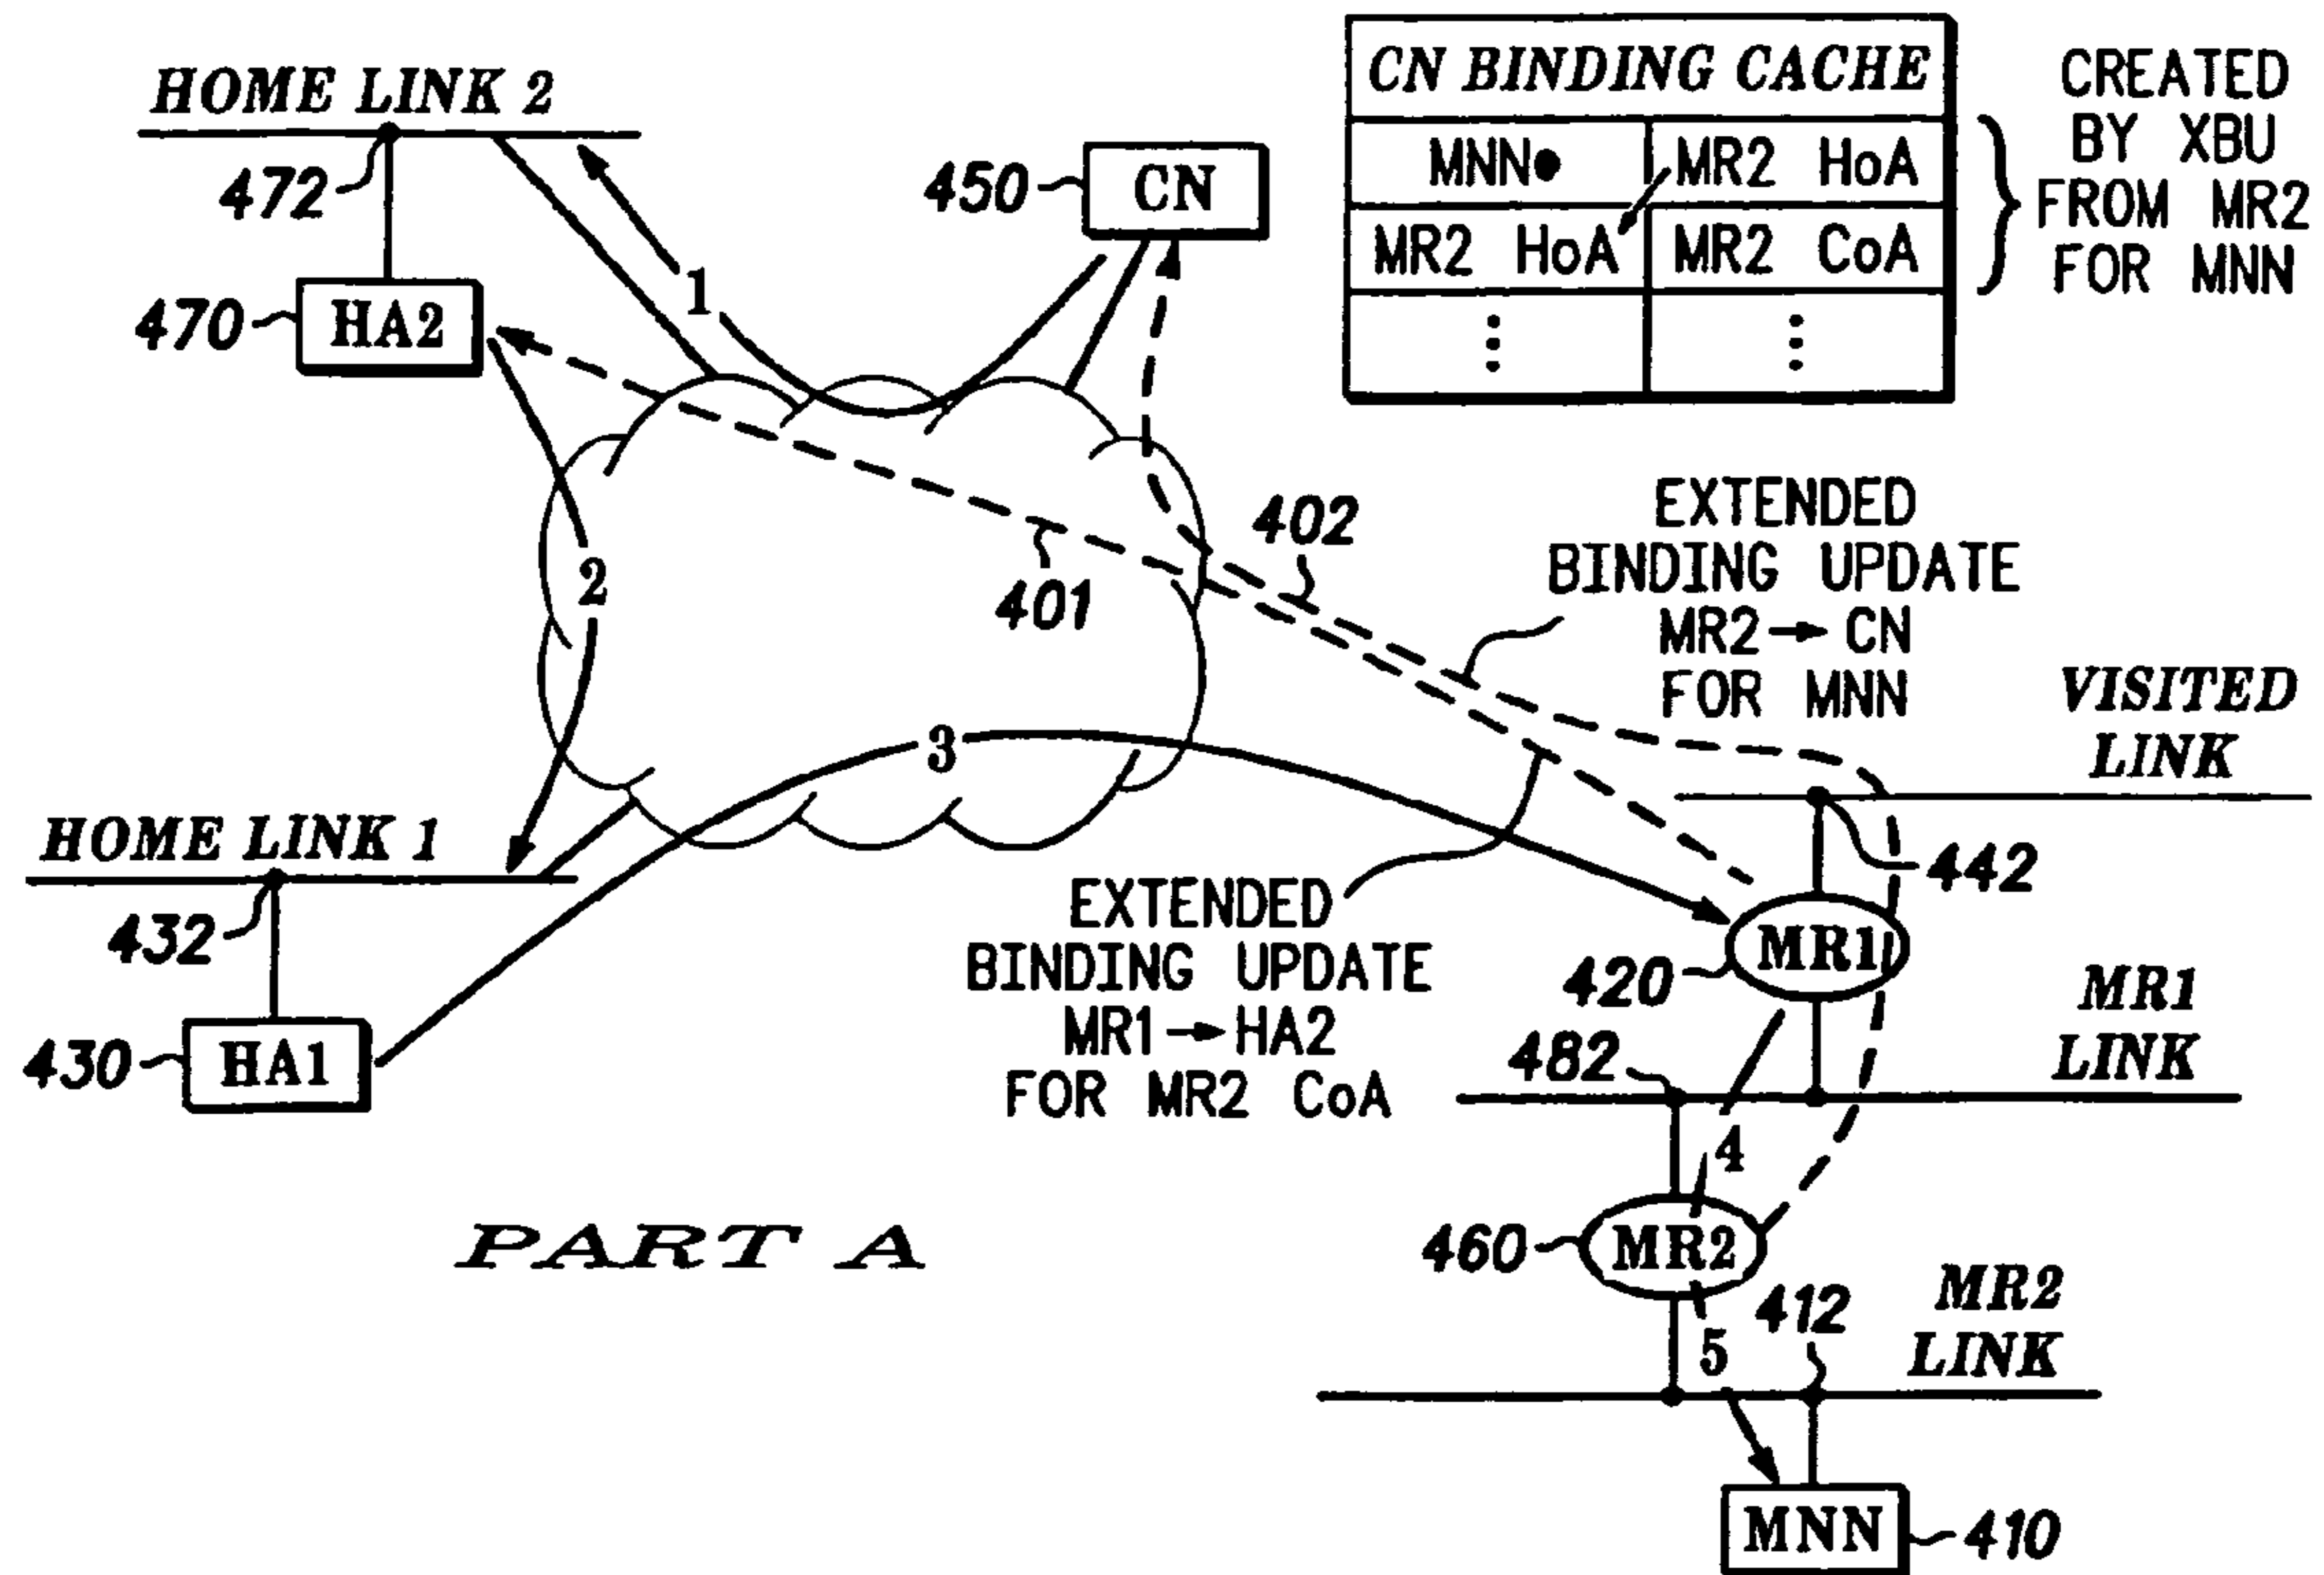 HOME LINK 2
472
470
HA2
1
450
CN
CN BINDING CACHE
MNN● MR2 HoA
MR2 HoA MR2 CoA
⋮ ⋮
CREATED
BY XBU
FROM MR2
FOR MNN
2
401
402
EXTENDED
BINDING UPDATE
MR2→CN
FOR MNN
VISITED
LINK
3
HOME LINK 1
432
430
HA1
EXTENDED
BINDING UPDATE
MR1→HA2
FOR MR2 CoA
442
420
MR1
MR1
LINK
482
4
460
MR2
412
MR2
LINK
5
MNN
410
PART A